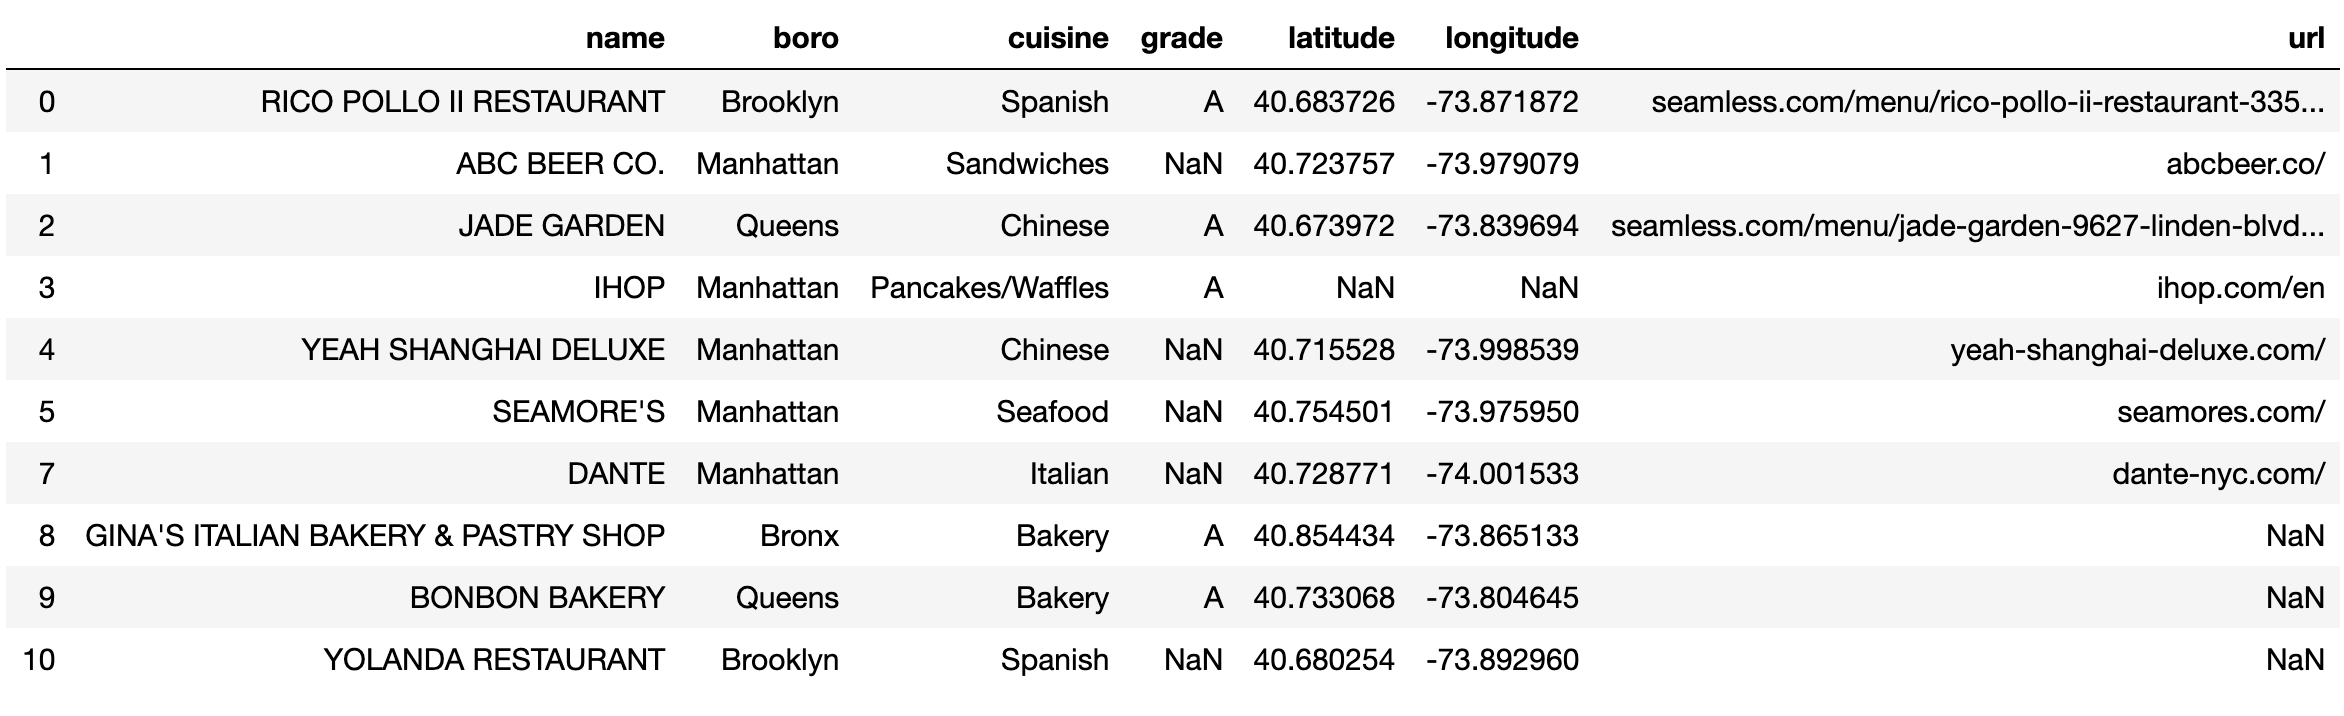 name boro cuisine grade latitude longitude url
0 RICO POLLO II RESTAURANT Brooklyn Spanish A 40.683726 -73.871872 seamless.com/menu/rico-pollo-ii-restaurant-335...
1 ABC BEER CO. Manhattan Sandwiches NaN 40.723757 -73.979079 abcbeer.co/
2 JADE GARDEN Queens Chinese A 40.673972 -73.839694 seamless.com/menu/jade-garden-9627-linden-blvd...
3 IHOP Manhattan Pancakes/Waffles A NaN NaN ihop.com/en
4 YEAH SHANGHAI DELUXE Manhattan Chinese NaN 40.715528 -73.998539 yeah-shanghai-deluxe.com/
5 SEAMORE'S Manhattan Seafood NaN 40.754501 -73.975950 seamores.com/
7 DANTE Manhattan Italian NaN 40.728771 -74.001533 dante-nyc.com/
8 GINA'S ITALIAN BAKERY & PASTRY SHOP Bronx Bakery A 40.854434 -73.865133 NaN
9 BONBON BAKERY Queens Bakery A 40.733068 -73.804645 NaN
10 YOLANDA RESTAURANT Brooklyn Spanish NaN 40.680254 -73.892960 NaN